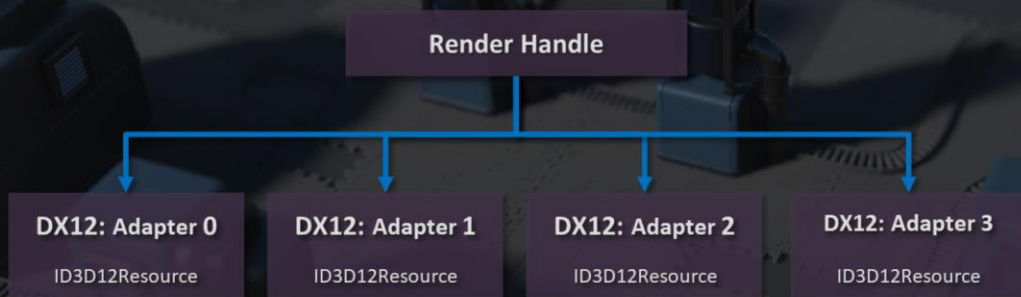 Render Handle
DX12: Adapter 0
ID3D12Resource
DX12: Adapter 1
ID3D12Resource
DX12: Adapter 2
ID3D12Resource
DX12: Adapter 3
ID3D12Resource